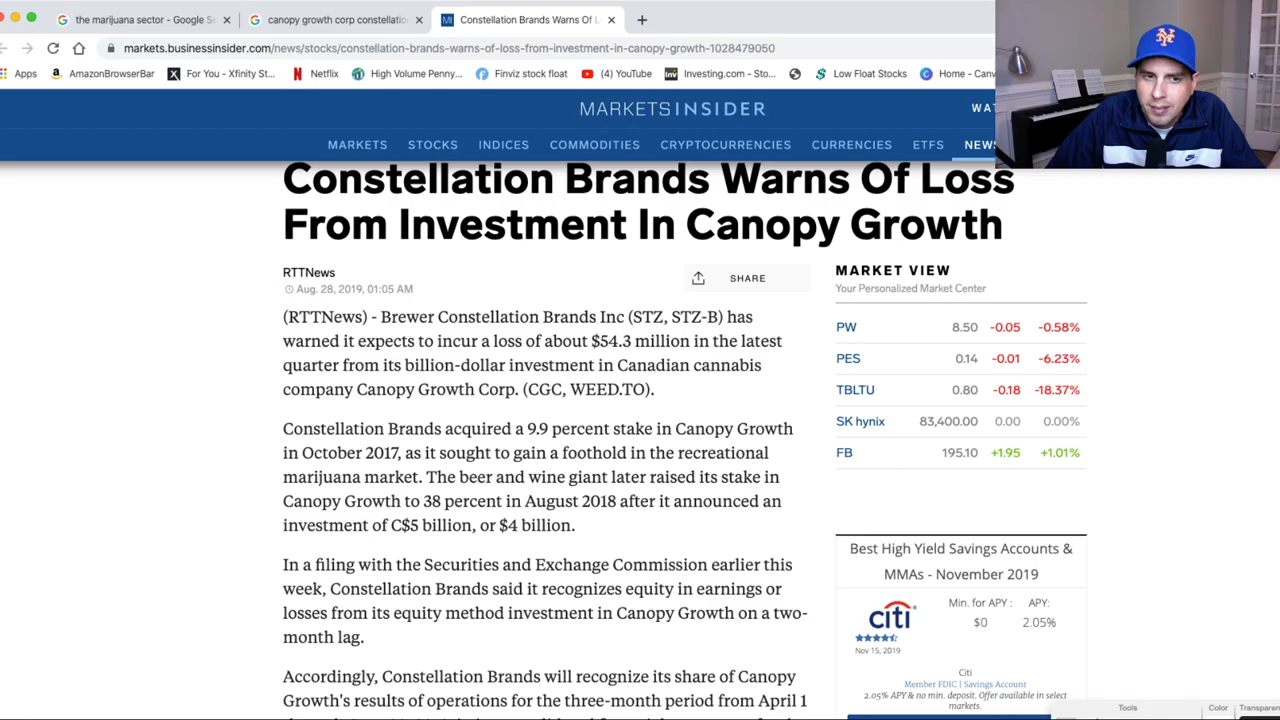 the marijuana sector - Google S
canopy growth corp constellatio
MI Constellation Brands Warns Of L
markets.businessinsider.com/news/stocks/constellation-brands-warns-of-loss-from-investment-in-canopy-growth-1028479050
Apps
AmazonBrowserBar
For You - Xfinity St...
Netflix
High Volume Penny...
Finviz stock float
(4) YouTube
Inv Investing.com - Sto...
Low Float Stocks
Home - Canv
MARKETS INSIDER
WA
MARKETS STOCKS INDICES COMMODITIES CRYPTOCURRENCIES CURRENCIES ETFS NEWS
Constellation Brands Warns Of Loss
From Investment In Canopy Growth
RTTNews
Aug. 28, 2019, 01:05 AM
SHARE
(RTTNews) - Brewer Constellation Brands Inc (STZ, STZ-B) has
warned it expects to incur a loss of about $54.3 million in the latest
quarter from its billion-dollar investment in Canadian cannabis
company Canopy Growth Corp. (CGC, WEED.TO).
Constellation Brands acquired a 9.9 percent stake in Canopy Growth
in October 2017, as it sought to gain a foothold in the recreational
marijuana market. The beer and wine giant later raised its stake in
Canopy Growth to 38 percent in August 2018 after it announced an
investment of C$5 billion, or $4 billion.
In a filing with the Securities and Exchange Commission earlier this
week, Constellation Brands said it recognizes equity in earnings or
losses from its equity method investment in Canopy Growth on a two-
month lag.
Accordingly, Constellation Brands will recognize its share of Canopy
Growth's results of operations for the three-month period from April 1
MARKET VIEW
Your Personalized Market Center
PW 8.50 -0.05 -0.58%
PES 0.14 -0.01 -6.23%
TBLTU 0.80 -0.18 -18.37%
SK hynix 83,400.00 0.00 0.00%
FB 195.10 +1.95 +1.01%
Best High Yield Savings Accounts &
MMAs - November 2019
citi
Nov 15, 2019
Min. for APY : APY:
$0 2.05%
Citi
Member FDIC | Savings Account
2.05% APY & no min. deposit. Offer available in select
markets.
Tools
Color
Transparen